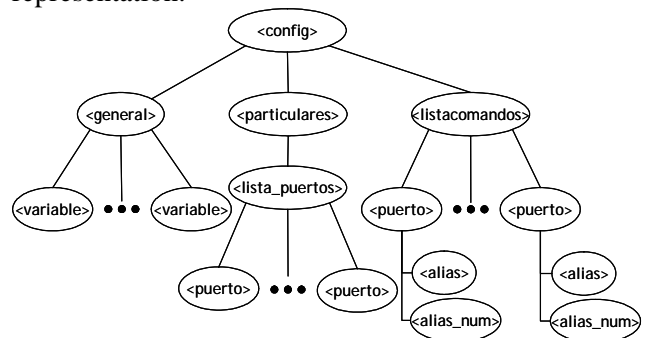 representation.
<config>
<general> <particulares> <listacomandos>
<lista_puertos>
<variable> ••• <variable> <puerto> ••• <puerto>
<puerto> ••• <puerto> <alias> <alias>
<alias_num> <alias_num>